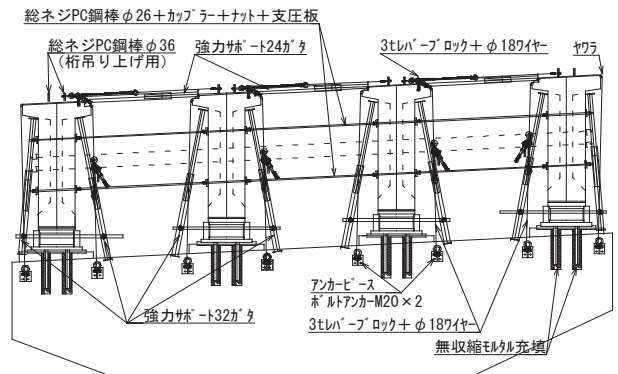 総ネジPC鋼棒φ26+カップラー+ナット+支圧板
総ネジPC鋼棒φ36
(桁吊り上げ用)
強力サポート24ガタ
3tレバーブロック+φ18ワイヤー
ヤワラ
アンカーピース
ボルトアンカーM20×2
強力サポート32ガタ
3tレバーブロック+φ18ワイヤー
無収縮モルタル充填